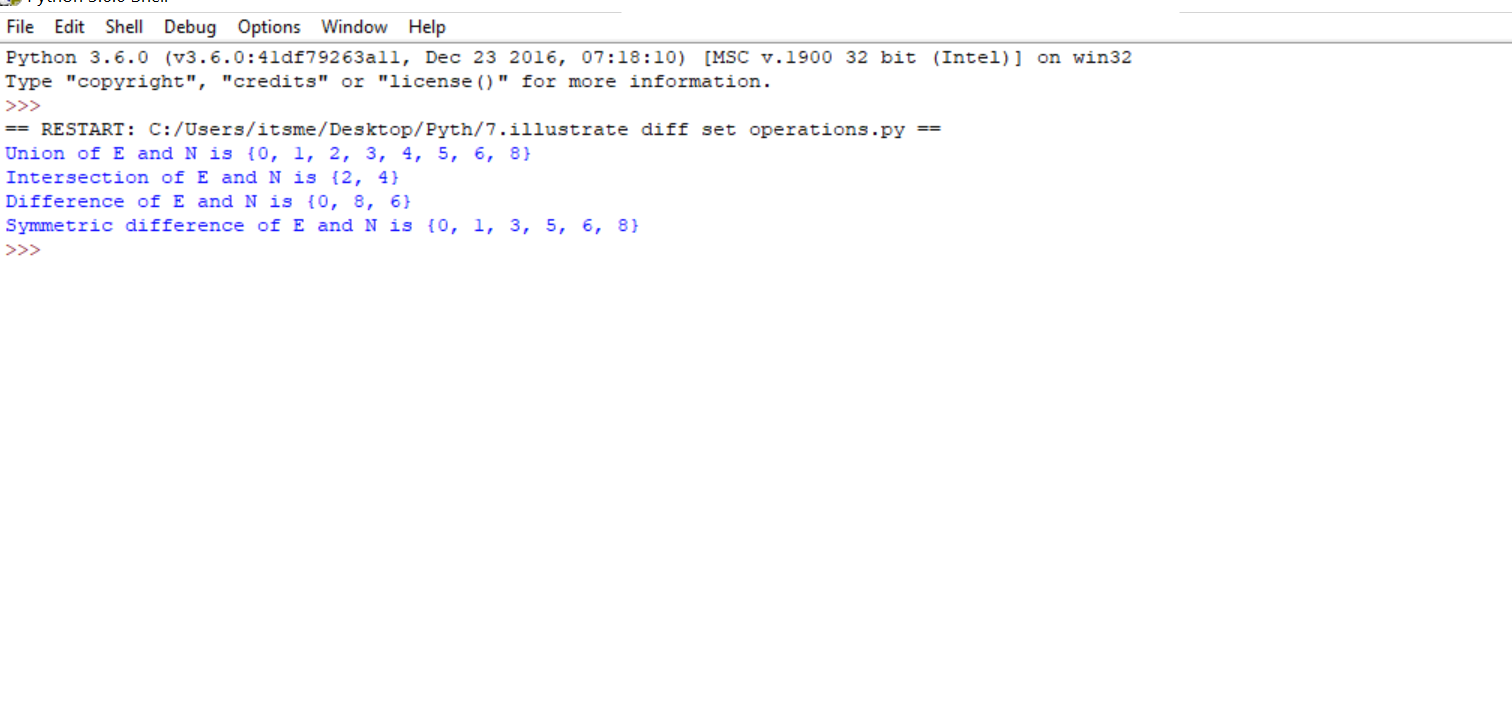 File Edit Shell Debug Options Window Help
Python 3.6.0 (v3.6.0:41df79263a11, Dec 23 2016, 07:18:10) [MSC v.1900 32 bit (Intel)] on win32
Type "copyright", "credits" or "license()" for more information.
>>>
== RESTART: C:/Users/itsme/Desktop/Pyth/7.illustrate diff set operations.py ==
Union of E and N is {0, 1, 2, 3, 4, 5, 6, 8}
Intersection of E and N is {2, 4}
Difference of E and N is {0, 8, 6}
Symmetric difference of E and N is {0, 1, 3, 5, 6, 8}
>>>